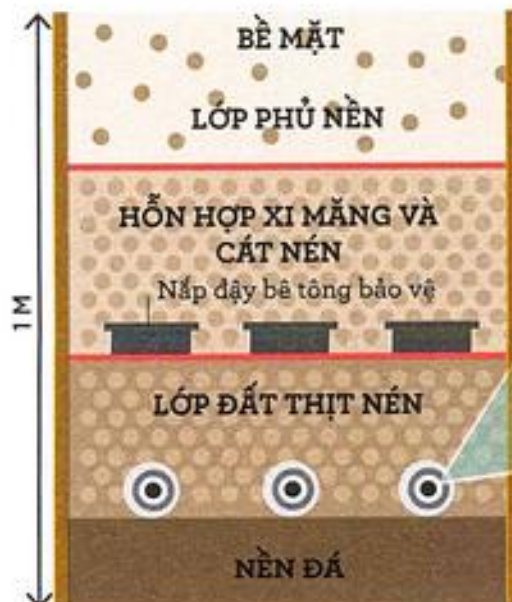 BỀ MẶT
LỚP PHỦ NỀN
HỖN HỢP XI MĂNG VÀ
CÁT NÉN
Nắp đậy bê tông bảo vệ
1 M
LỚP ĐẤT THỊT NÉN
NỀN ĐÁ